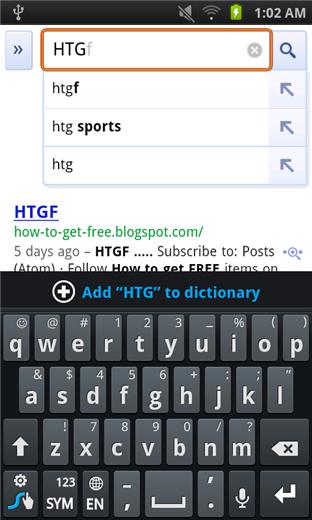 1:02 AM
»
HTGf
htgf
htg sports
htg
HTGF
how-to-get-free.blogspot.com/
5 days ago – HTGF ..... Subscribe to: Posts
(Atom) · Follow How to get FREE items on
Add “HTG” to dictionary
☺ @ # 1 2 3 _ % ( )
q w e r t y u i o p
& $ 4 5 6 + : ; "
a s d f g h j k l
! 7 8 9 0 / ?
z x c v b n m
123
SYM EN - , ' .